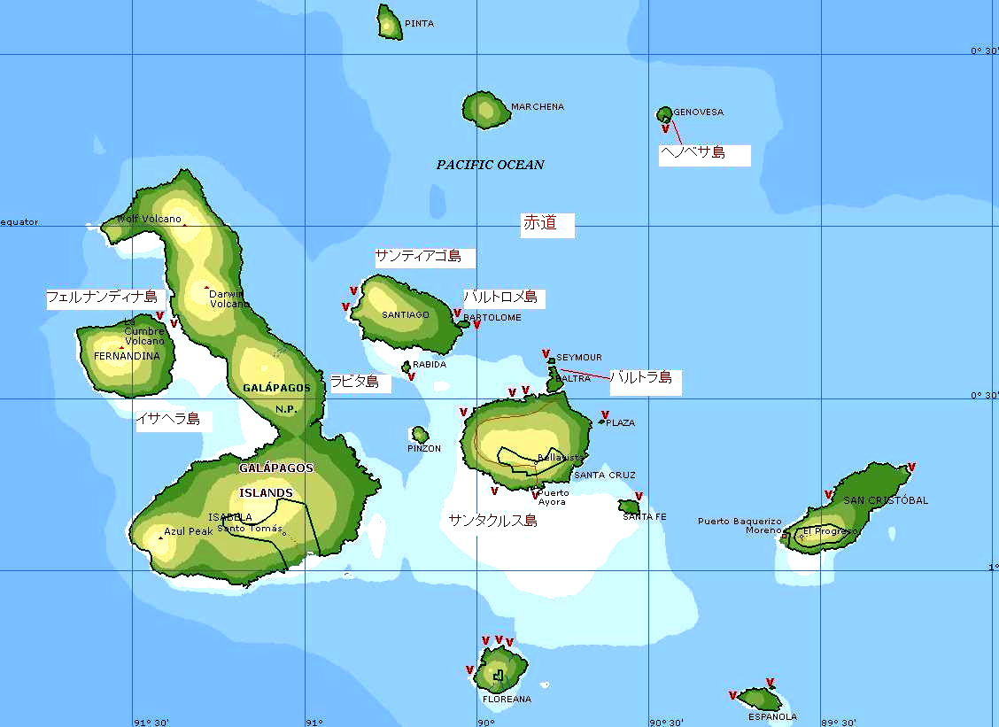 PINTA
0° 30'
MARCHENA
GENOVESA
V
ヘノベサ島
PACIFIC OCEAN
equator
Wolf Volcano
赤道
サンティアゴ島
フェルナンディナ島
Darwin
Volcano
V
V
バルトロメ島
SANTIAGO
V
BARTOLOME
V
V
V
La
Cumbre
Volcano
FERNANDINA
V
SEYMOUR
RABIDA
V
ラビタ島
BALTRA
バルトラ島
GALÁPAGOS
N.P.
V
V
0° 30'
V
V
PLAZA
イサヘラ島
PINZON
Bellavista
GALÁPAGOS
ISLANDS
SANTA CRUZ
V
V
Puerto
Ayora
V
SANTA FE
V
V
SAN CRISTÓBAL
サンタクルス島
ISABELA
Santo Tomás
Azul Peak
Puerto Baquerizo
Moreno
El Progreso
1°
V
V
V
V
FLOREANA
V
V
ESPANOLA
91° 30'
91°
90°
90° 30'
89° 30'